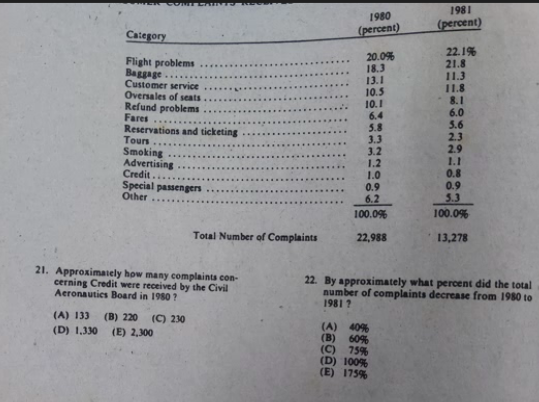 1980 1981
Category (percent) (percent)
Flight problems .................... 20.0% 22.1%
Baggage .................... 18.3 21.8
Customer service .................... 13.1 11.3
Oversales of seats .................... 10.5 11.8
Refund problems .................... 10.1 8.1
Fares .................... 6.4 6.0
Reservations and ticketing .................... 5.8 5.6
Tours .................... 3.3 2.3
Smoking .................... 3.2 2.9
Advertising .................... 1.2 1.1
Credit .................... 1.0 0.8
Special passengers .................... 0.9 0.9
Other .................... 6.2 5.3
100.0% 100.0%
Total Number of Complaints 22,988 13,278
21. Approximately how many complaints con-
cerning Credit were received by the Civil
Aeronautics Board in 1980 ?
(A) 133 (B) 220 (C) 230
(D) 1,330 (E) 2,300
22. By approximately what percent did the total
number of complaints decrease from 1980 to
1981 ?
(A) 40%
(B) 60%
(C) 75%
(D) 100%
(E) 175%